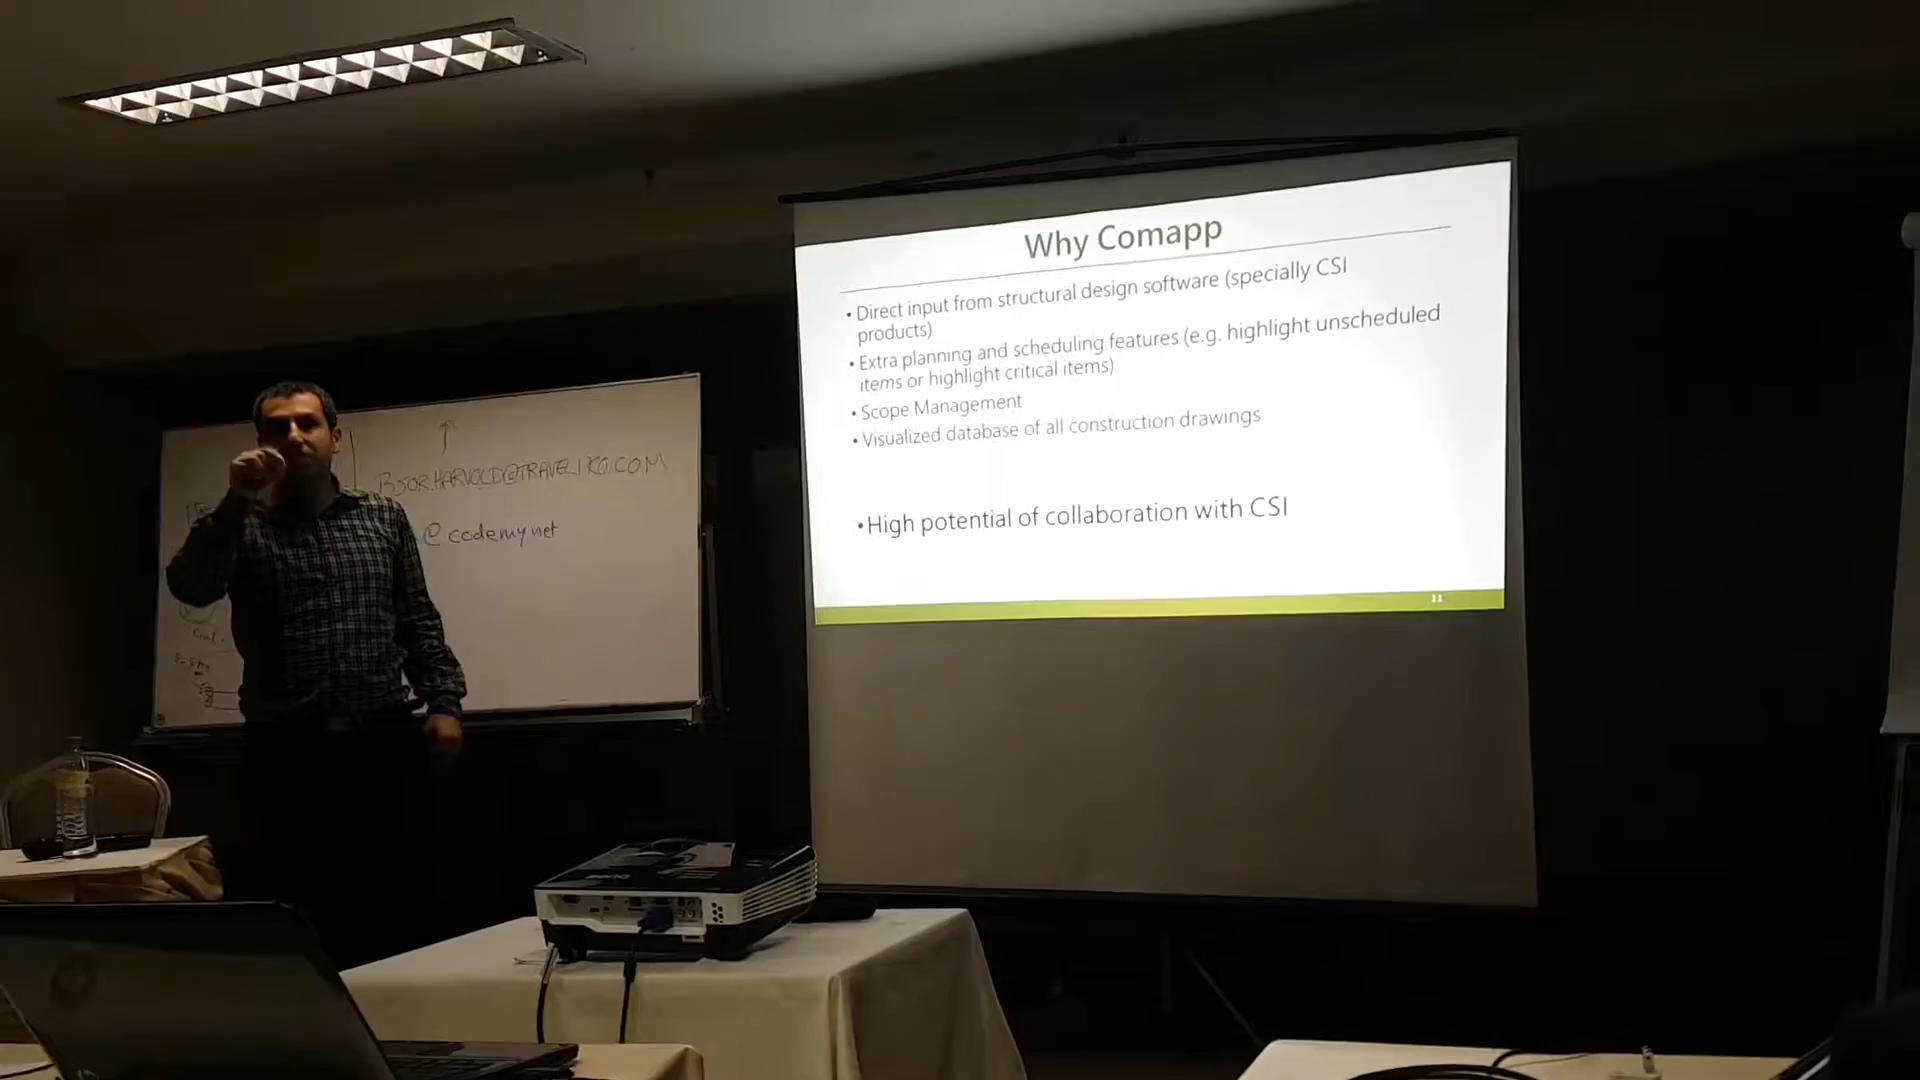 Why Comapp
• Direct input from structural design software (specially CSI
products)
• Extra planning and scheduling features (e.g. highlight unscheduled
items or highlight critical items)
• Scope Management
• Visualized database of all construction drawings
• High potential of collaboration with CSI
11
BJOR.HARVOLD@TRAVELIKO.COM
@codemy.net
BenQ